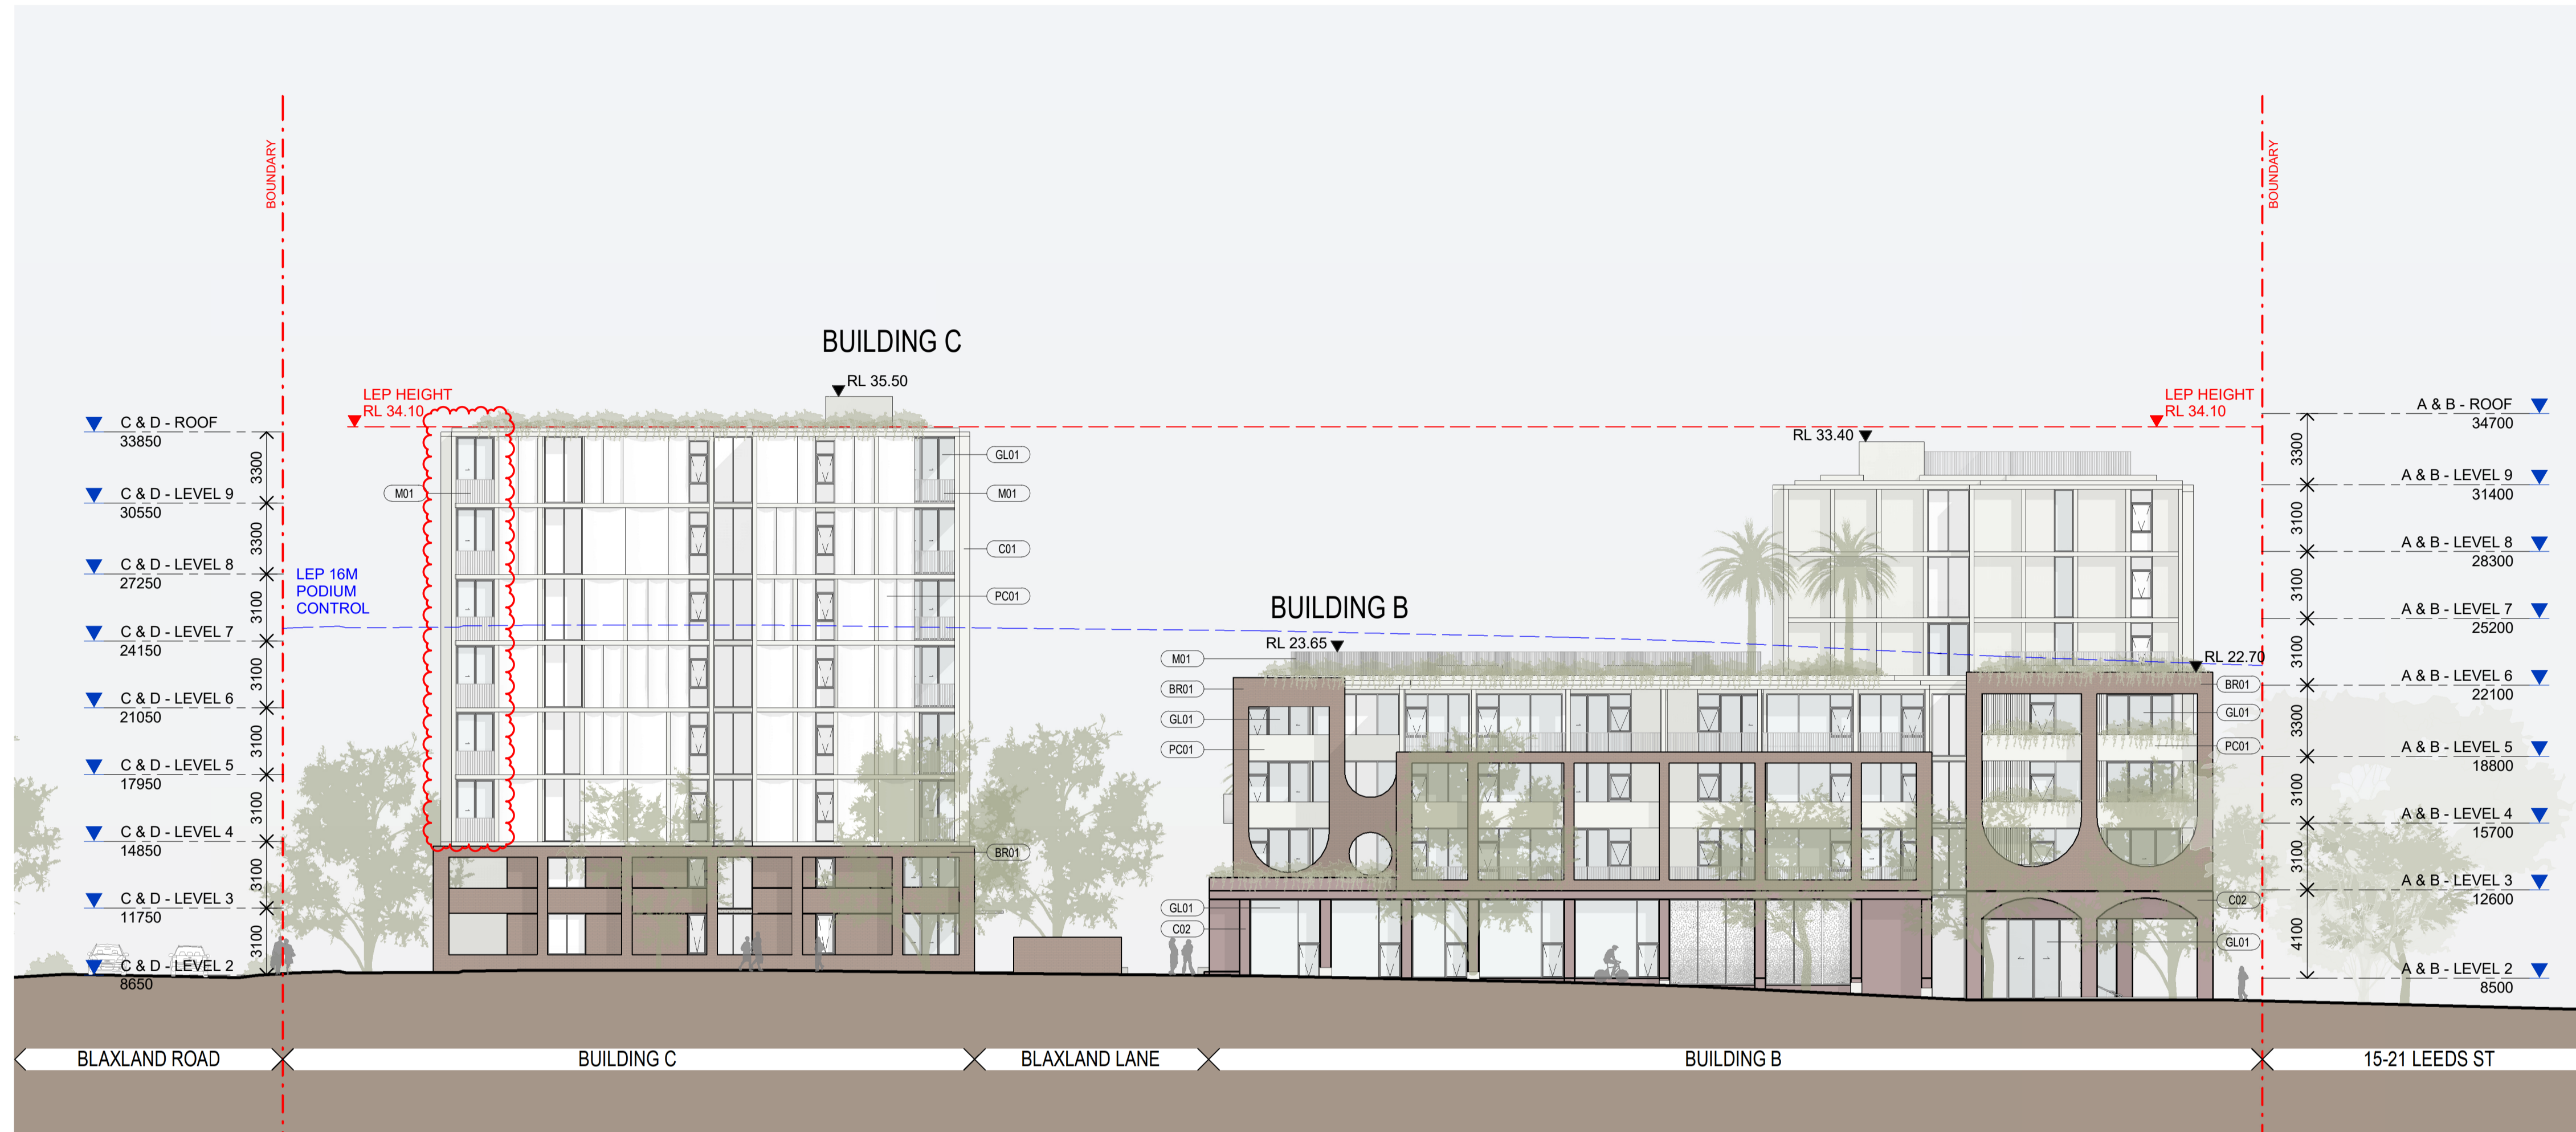 BOUNDARY
BOUNDARY
BUILDING C
RL 35.50
LEP HEIGHT
RL 34.10
LEP HEIGHT
RL 34.10
C & D - ROOF
33850
3300
C & D - LEVEL 9
30550
3300
C & D - LEVEL 8
27250
3100
C & D - LEVEL 7
24150
3100
C & D - LEVEL 6
21050
3100
C & D - LEVEL 5
17950
3100
C & D - LEVEL 4
14850
3100
C & D - LEVEL 3
11750
3100
C & D - LEVEL 2
8650
LEP 16M
PODIUM
CONTROL
M01
GL01
M01
C01
PC01
BR01
BUILDING B
RL 23.65
RL 33.40
RL 22.70
M01
BR01
GL01
PC01
GL01
C02
BR01
GL01
PC01
C02
GL01
A & B - ROOF
34700
3300
A & B - LEVEL 9
31400
3100
A & B - LEVEL 8
28300
3100
A & B - LEVEL 7
25200
3100
A & B - LEVEL 6
22100
3300
A & B - LEVEL 5
18800
3100
A & B - LEVEL 4
15700
3100
A & B - LEVEL 3
12600
4100
A & B - LEVEL 2
8500
BLAXLAND ROAD
BUILDING C
BLAXLAND LANE
BUILDING B
15-21 LEEDS ST